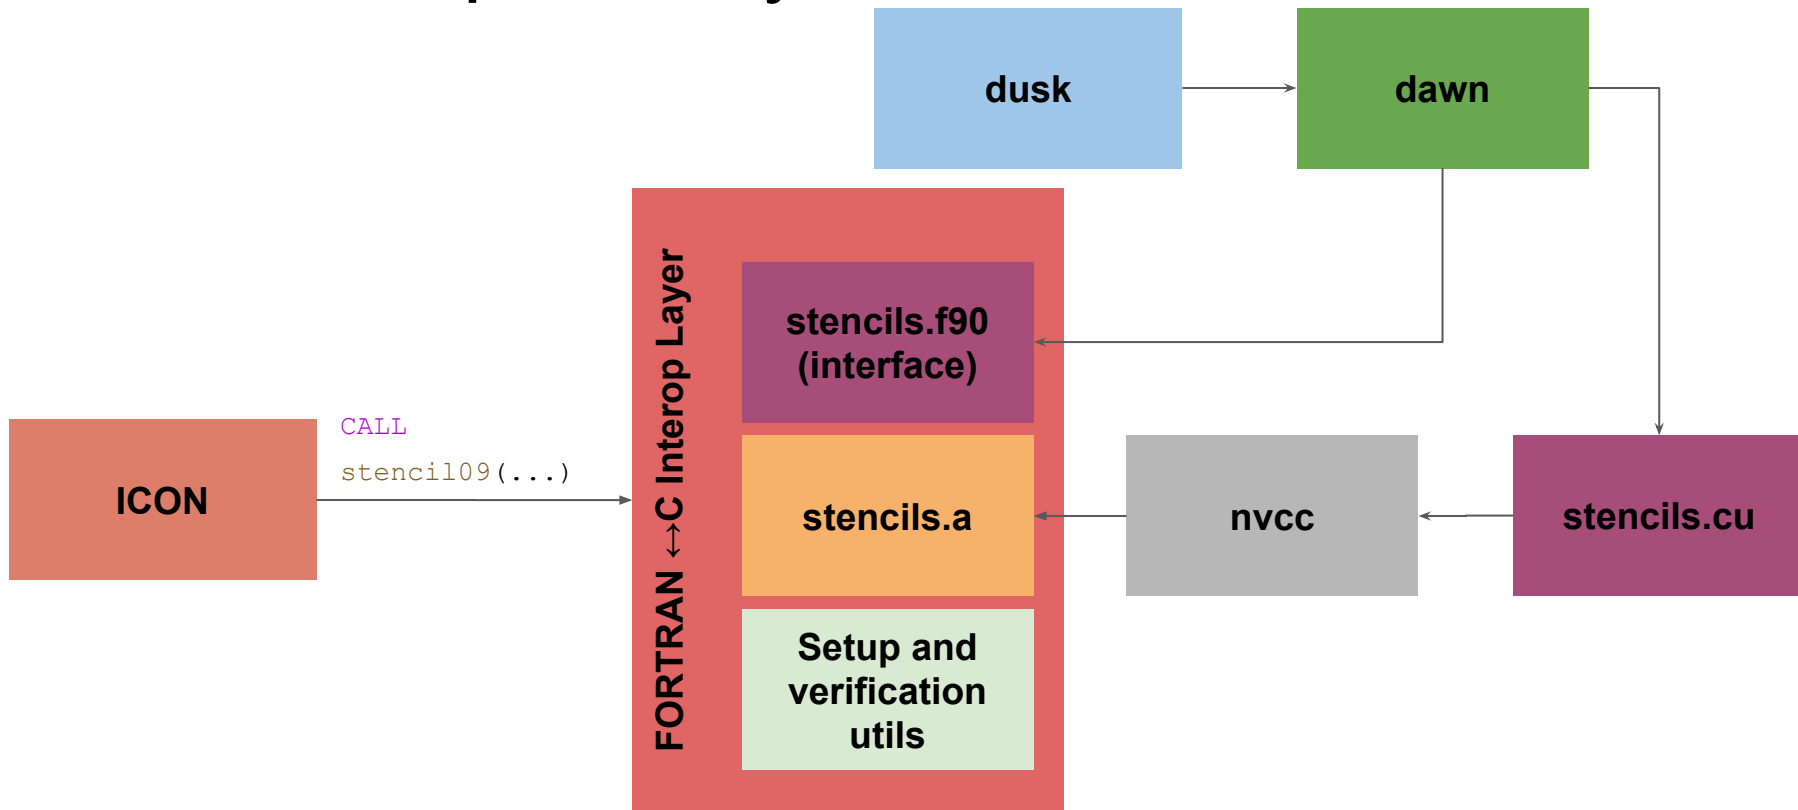 dusk
dawn
FORTRAN ↔C Interop Layer
stencils.f90
(interface)
CALL
stencil09(...)
ICON
stencils.a
nvcc
stencils.cu
Setup and
verification
utils